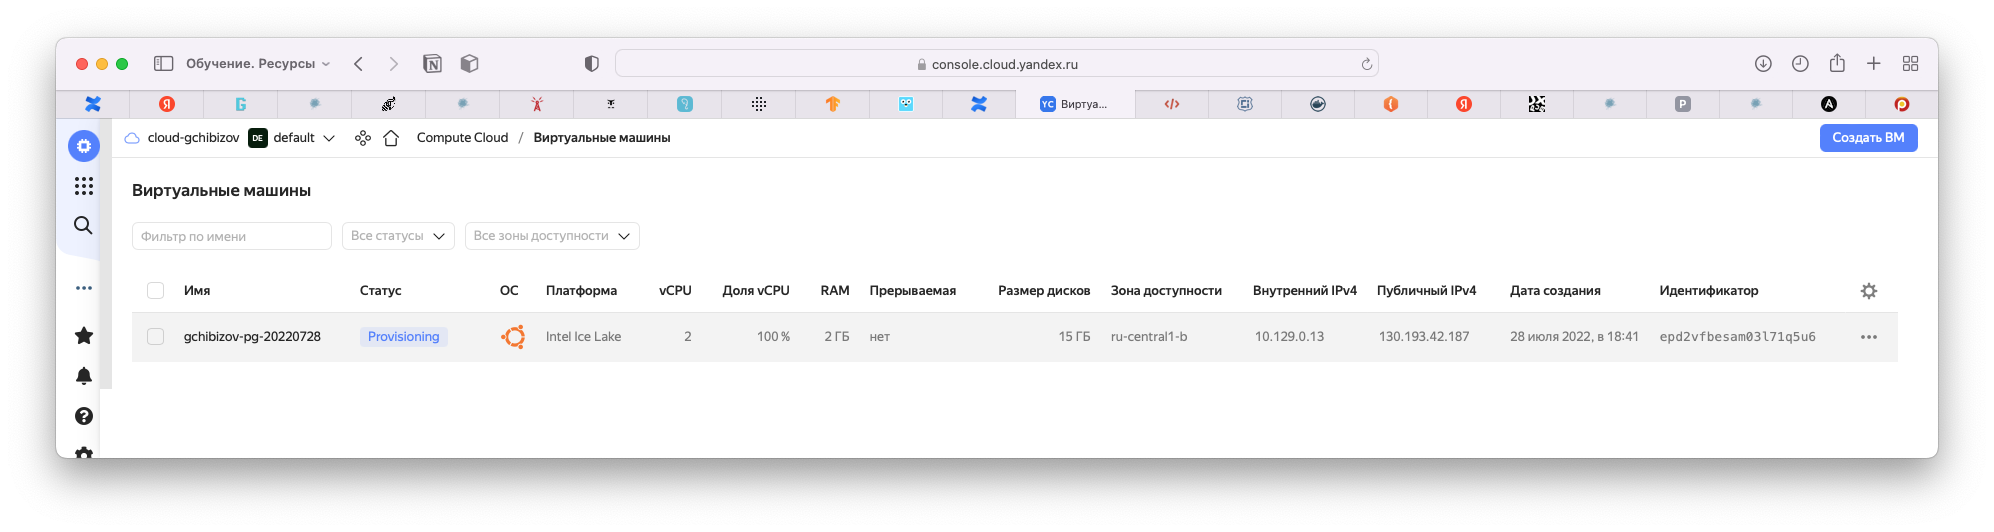 Обучение. Ресурсы
console.cloud.yandex.ru
YC Виртуа...
cloud-gchibizov DE default Compute Cloud / Виртуальные машины Создать ВМ
Виртуальные машины
Фильтр по имени Все статусы Все зоны доступности
Имя Статус ОС Платформа vCPU Доля vCPU RAM Прерываемая Размер дисков Зона доступности Внутренний IPv4 Публичный IPv4 Дата создания Идентификатор
gchibizov-pg-20220728 Provisioning Intel Ice Lake 2 100 % 2 ГБ нет 15 ГБ ru-central1-b 10.129.0.13 130.193.42.187 28 июля 2022, в 18:41 epd2vfbesam03l71q5u6